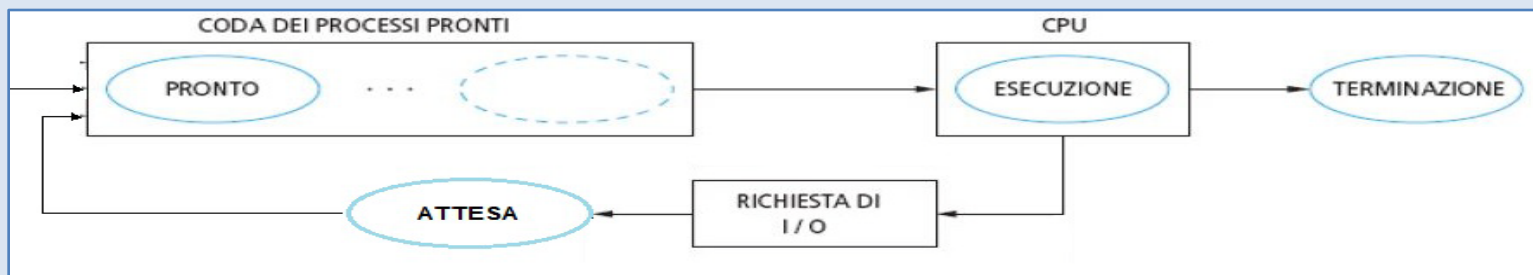 CODA DEI PROCESSI PRONTI
CPU
PRONTO
. . .
ESECUZIONE
TERMINAZIONE
ATTESA
RICHIESTA DI
I / O